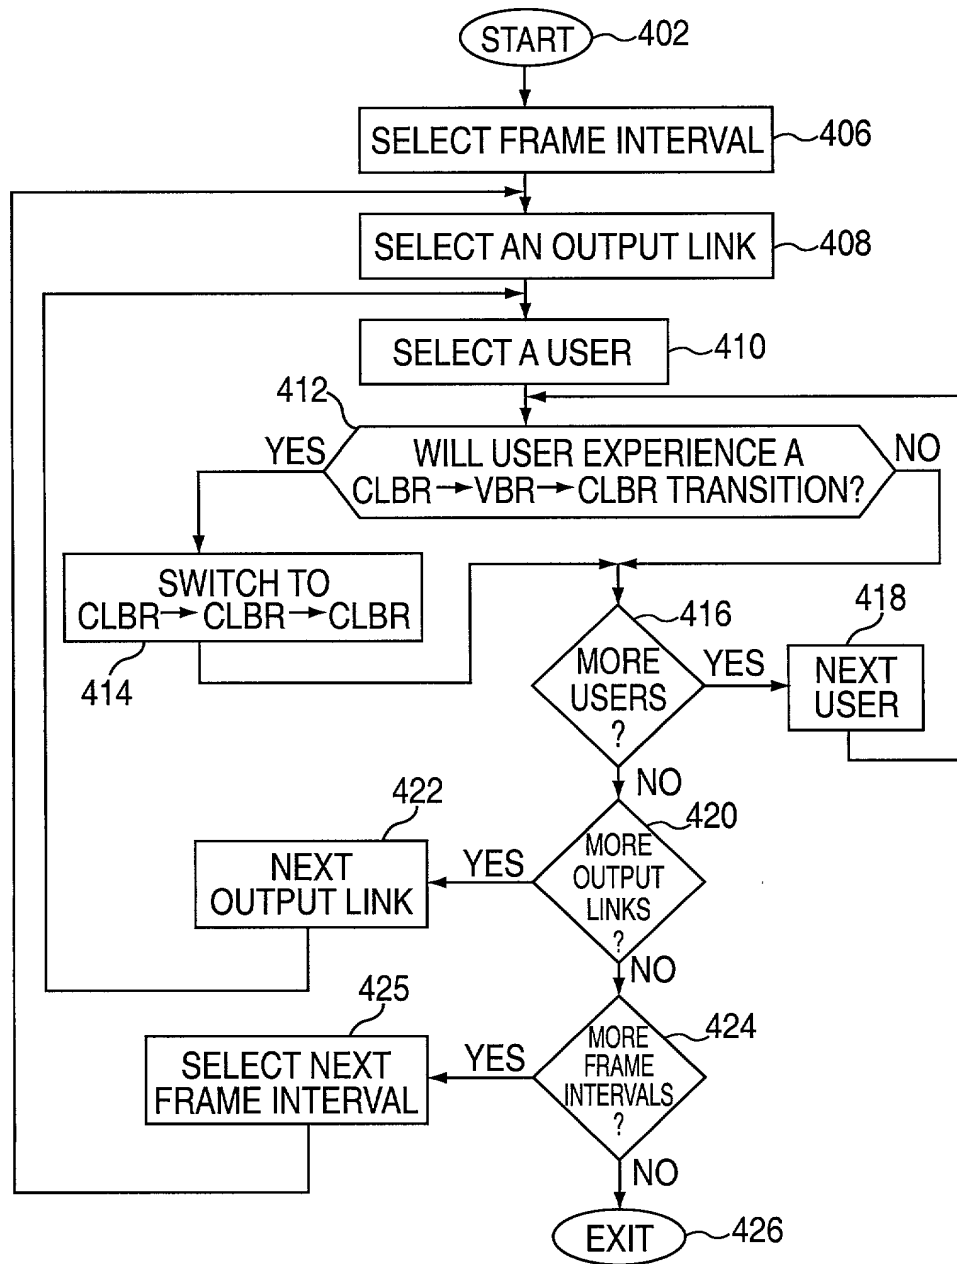 START
402
SELECT FRAME INTERVAL
406
SELECT AN OUTPUT LINK
408
SELECT A USER
410
412
YES
WILL USER EXPERIENCE A
CLBR → VBR → CLBR TRANSITION?
NO
SWITCH TO
CLBR → CLBR → CLBR
414
416
MORE
USERS
?
YES
418
NEXT
USER
NO
420
MORE
OUTPUT
LINKS
?
YES
422
NEXT
OUTPUT LINK
NO
424
MORE
FRAME
INTERVALS
?
YES
425
SELECT NEXT
FRAME INTERVAL
NO
EXIT
426